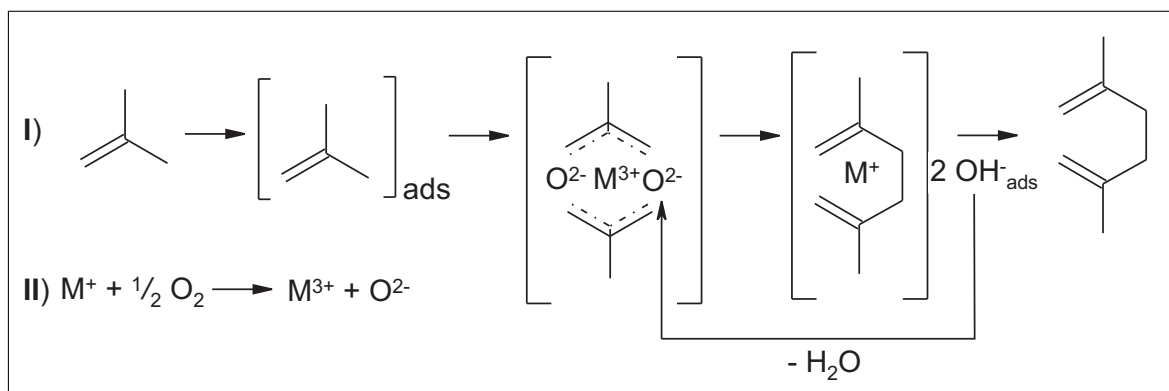 I)
ads
O²⁻ M³⁺ O²⁻
M⁺
2 OH⁻ads
II) M⁺ + ½ O₂ M³⁺ + O²⁻
- H₂O